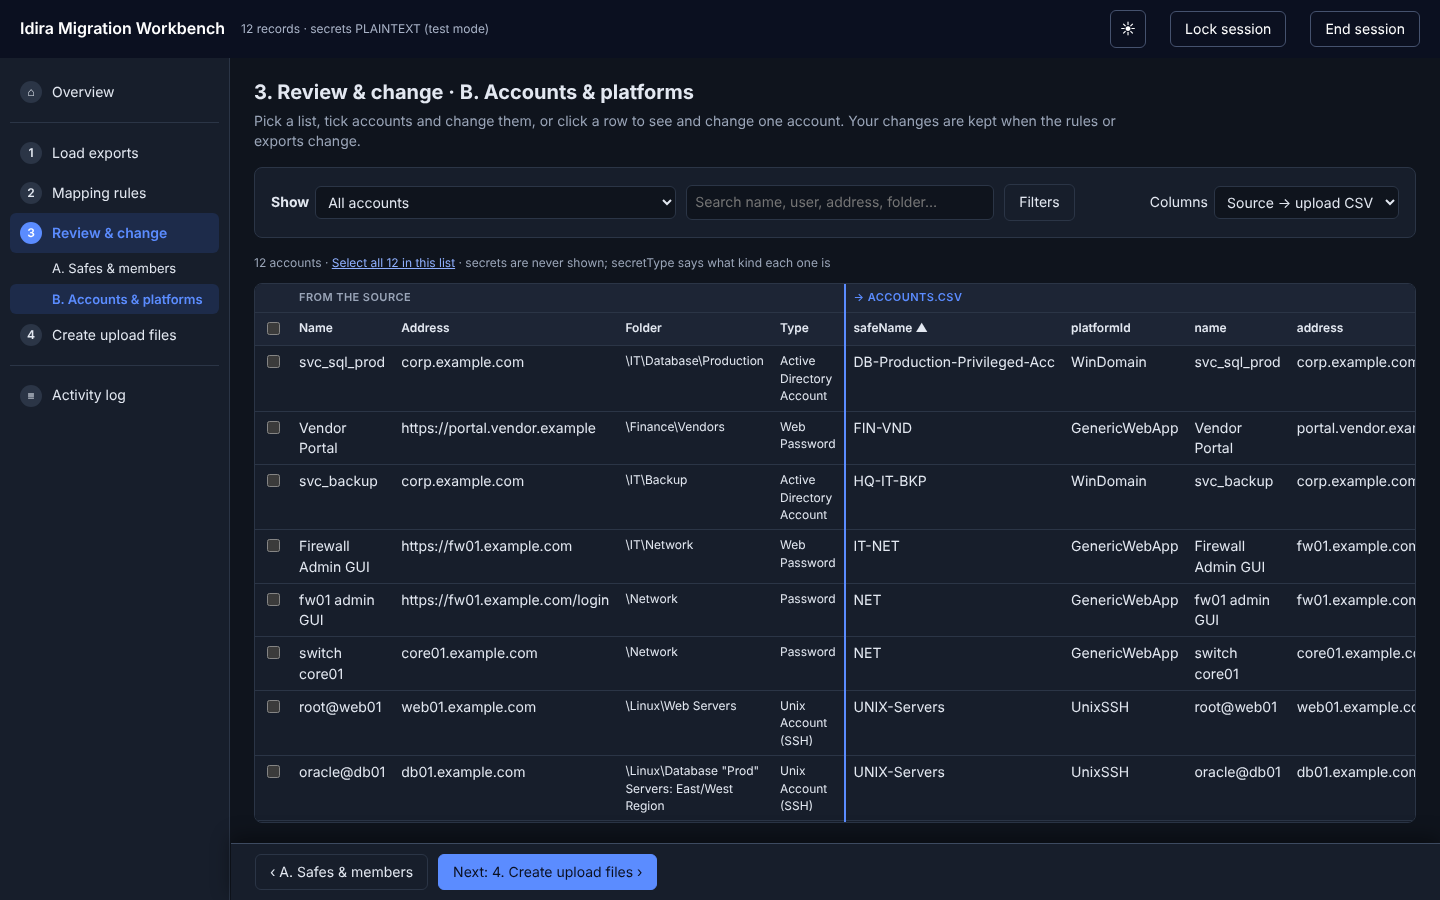 Idira Migration Workbench
12 records · secrets PLAINTEXT (test mode)
Lock session
End session
Overview
1 Load exports
2 Mapping rules
3 Review & change
A. Safes & members
B. Accounts & platforms
4 Create upload files
Activity log
3. Review & change · B. Accounts & platforms
Pick a list, tick accounts and change them, or click a row to see and change one account. Your changes are kept when the rules or
exports change.
Show All accounts Search name, user, address, folder... Filters Columns Source → upload CSV
12 accounts · Select all 12 in this list · secrets are never shown; secretType says what kind each one is
FROM THE SOURCE → ACCOUNTS.CSV
Name Address Folder Type safeName ▲ platformId name address
svc_sql_prod corp.example.com \IT\Database\Production Active DB-Production-Privileged-Acc WinDomain svc_sql_prod corp.example.com
Directory
Account
Vendor https://portal.vendor.example \Finance\Vendors Web FIN-VND GenericWebApp Vendor portal.vendor.exar
Portal Password Portal
svc_backup corp.example.com \IT\Backup Active HQ-IT-BKP WinDomain svc_backup corp.example.com
Directory
Account
Firewall https://fw01.example.com \IT\Network Web IT-NET GenericWebApp Firewall fw01.example.com
Admin GUI Password Admin GUI
fw01 admin https://fw01.example.com/login \Network Password NET GenericWebApp fw01 admin fw01.example.com
GUI GUI
switch core01.example.com \Network Password NET GenericWebApp switch core01.example.co
core01 core01
root@web01 web01.example.com \Linux\Web Servers Unix UNIX-Servers UnixSSH root@web01 web01.example.co
Account
(SSH)
oracle@db01 db01.example.com \Linux\Database "Prod" Unix UNIX-Servers UnixSSH oracle@db01 db01.example.com
Servers: East/West Account
Region (SSH)
‹ A. Safes & members
Next: 4. Create upload files ›